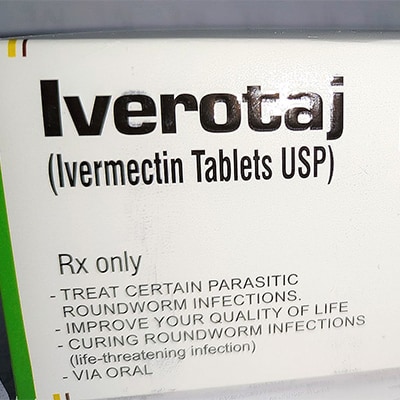 Iverotaj
(Ivermectin Tablets USP)
Rx only
- TREAT CERTAIN PARASITIC
ROUNDWORM INFECTIONS.
- IMPROVE YOUR QUALITY OF LIFE
- CURING ROUNDWORM INFECTIONS
(life-threatening infection)
- VIA ORAL